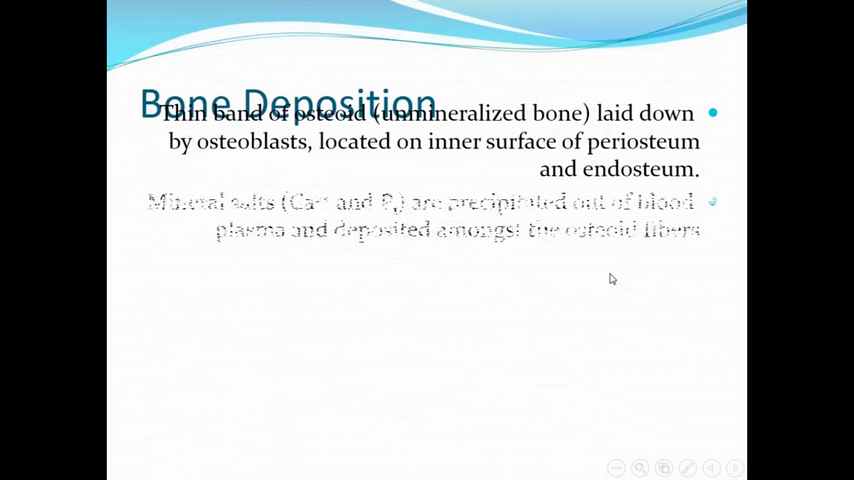 Bone Deposition
Thin band of osteoid (unmineralized bone) laid down
by osteoblasts, located on inner surface of periosteum
and endosteum.
Mineral salts (Ca and P) are precipitated out of blood
plasma and deposited amongst the osteoid fibers